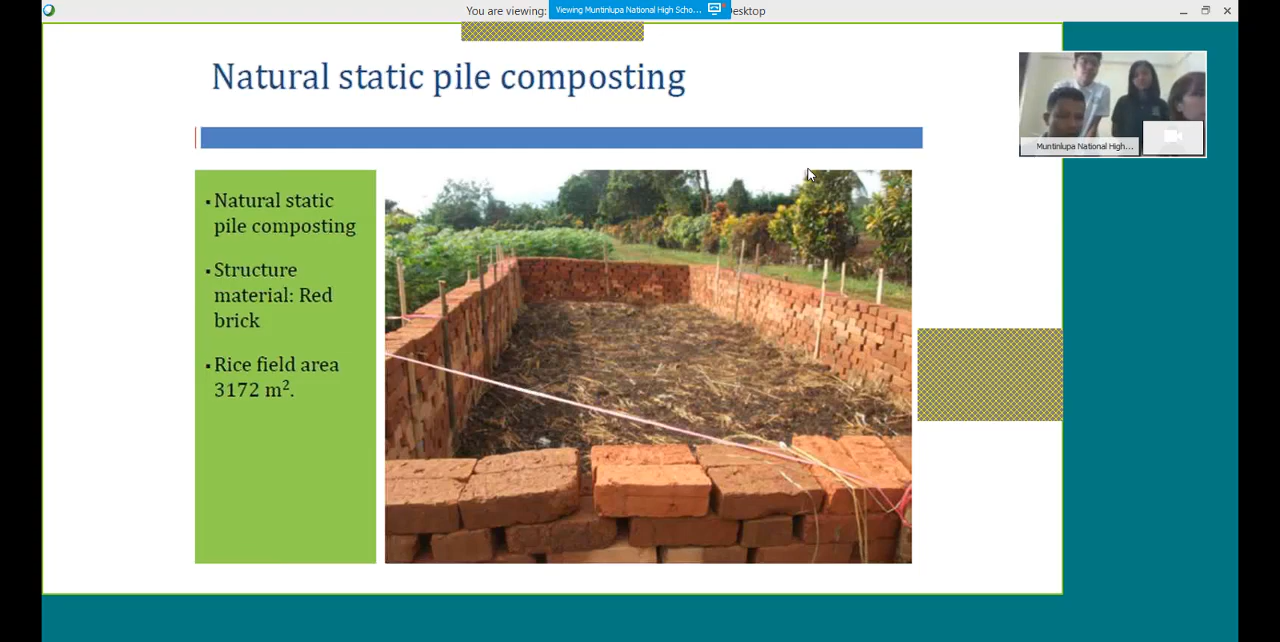 You are viewing:
Viewing Muntinlupa National High Scho...
Desktop
Natural static pile composting
Muntinlupa National High...
▪ Natural static
pile composting
▪ Structure
material: Red
brick
▪ Rice field area
3172 m².